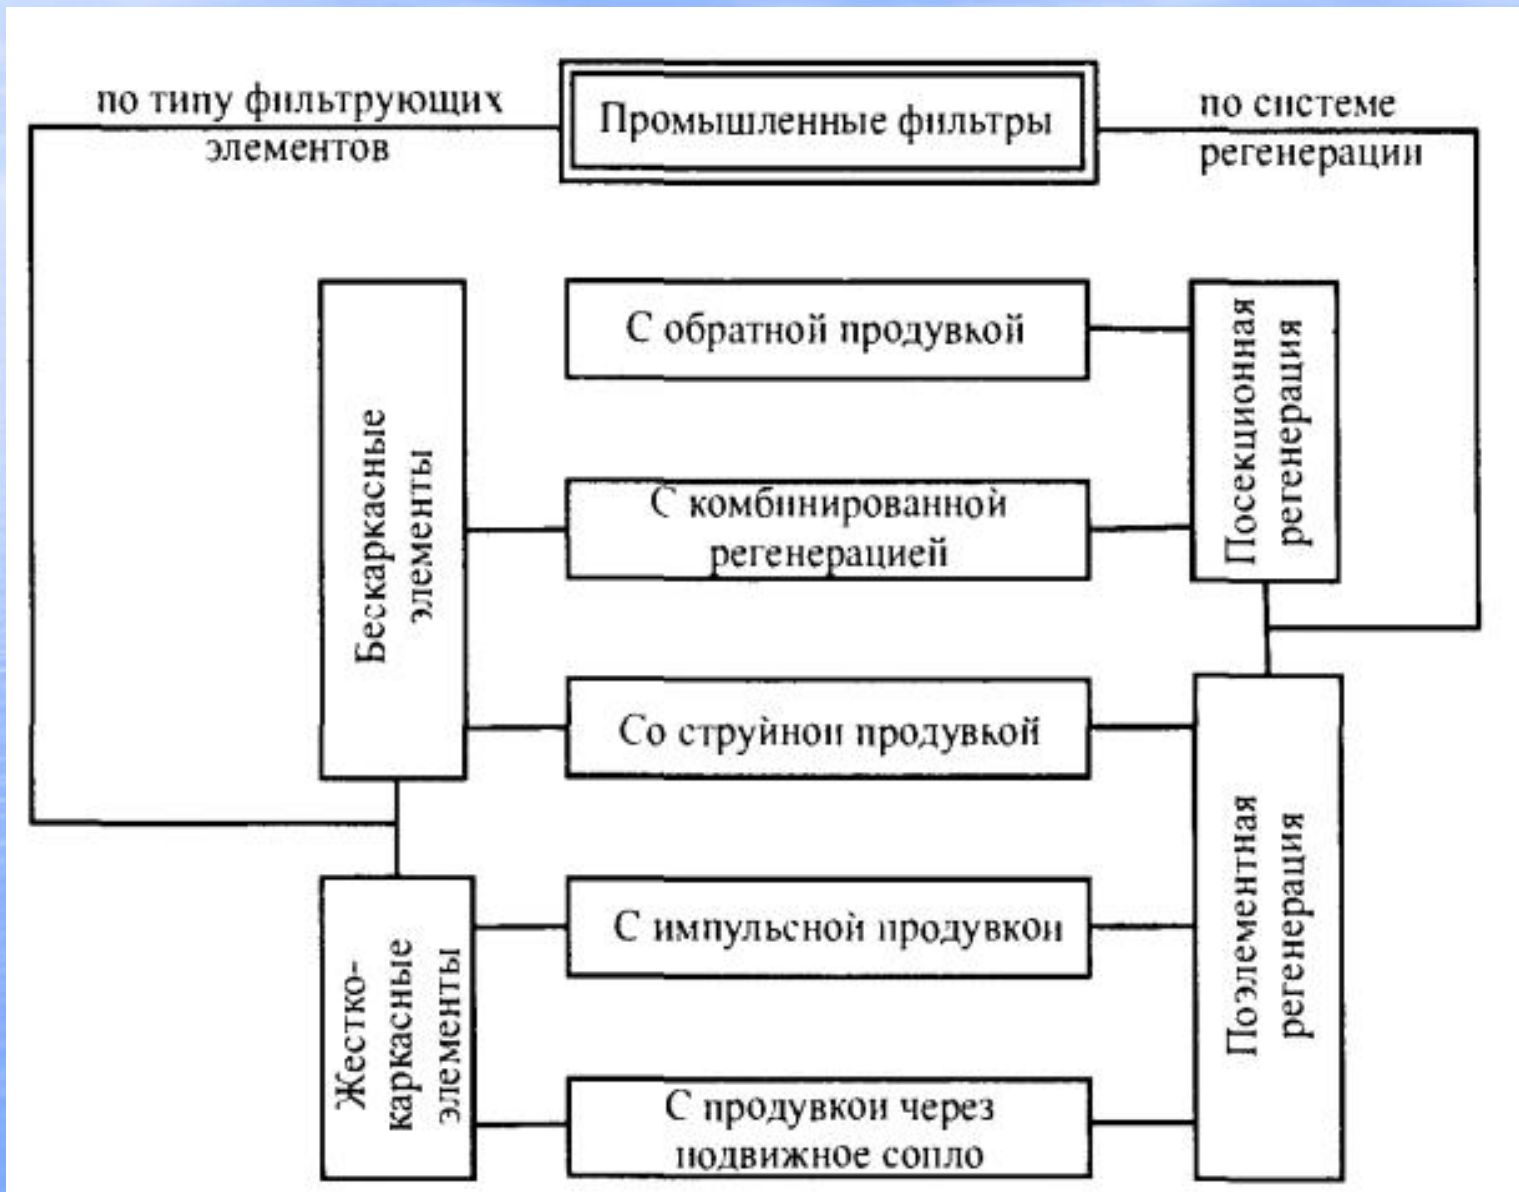 по типу фильтрующих
элементов
Промышленные фильтры
по системе
регенерации
Бескаркасные
элементы
С обратной продувкой
Посекционная
регенерация
С комбинированной
регенерацией
Со струйной продувкой
Жестко-
каркасные
элементы
С импульсной продувкой
Поэлементная
регенерация
С продувкой через
подвижное сопло